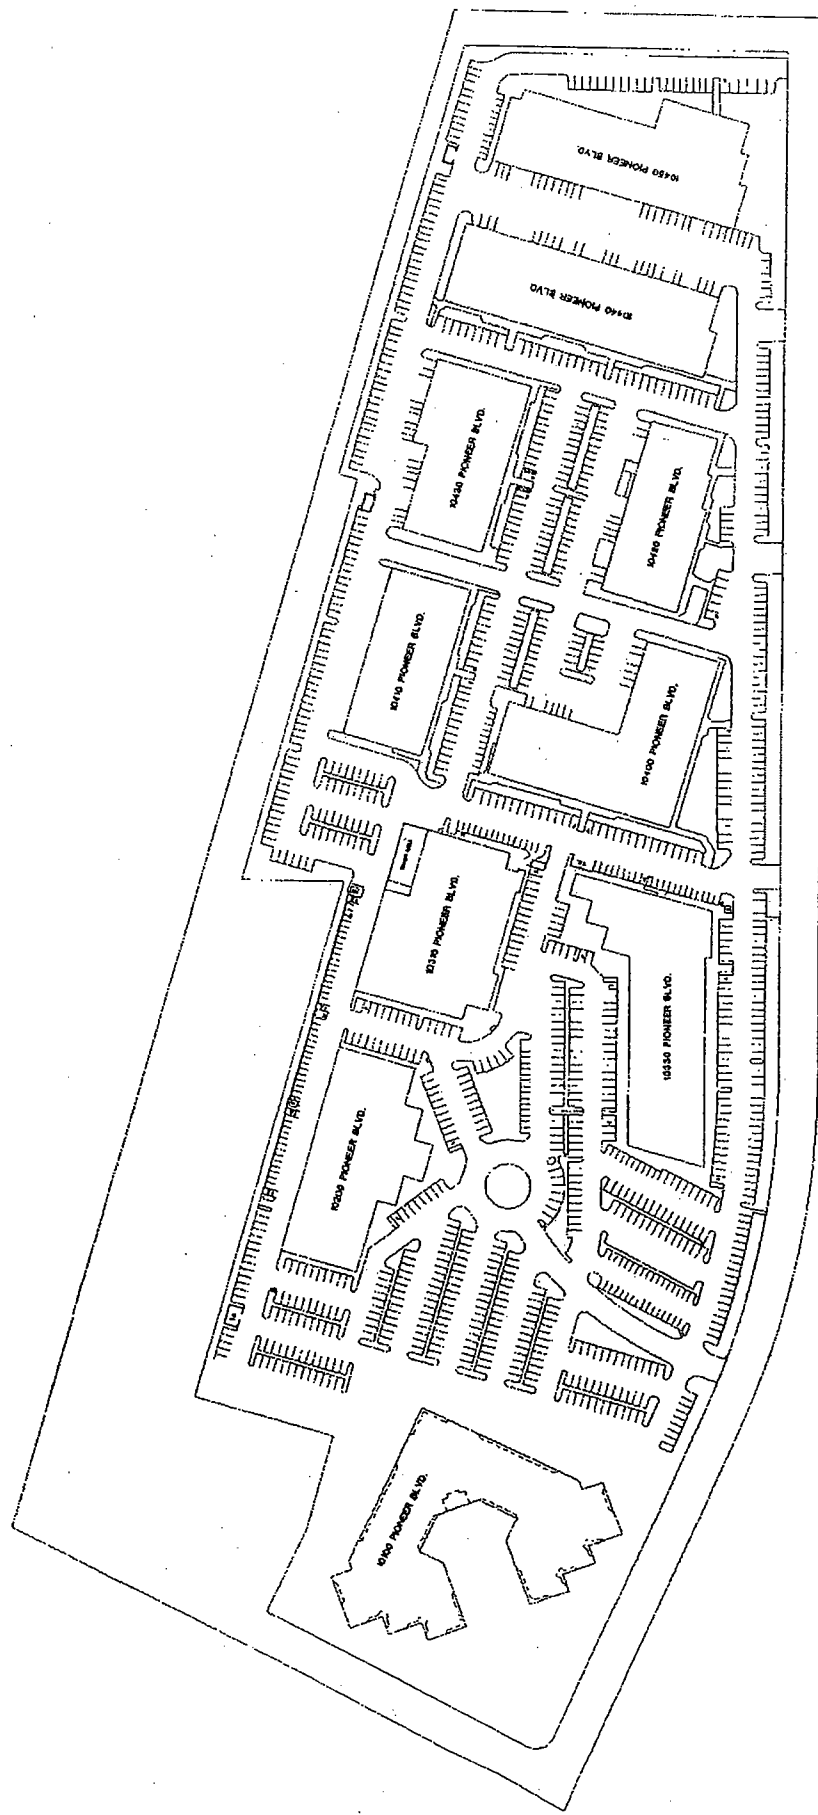 10450 PIONEER BLVD.
10440 PIONEER BLVD.
10430 PIONEER BLVD.
10420 PIONEER BLVD.
10410 PIONEER BLVD.
10400 PIONEER BLVD.
10310 PIONEER BLVD.
10330 PIONEER BLVD.
10200 PIONEER BLVD.
10100 PIONEER BLVD.